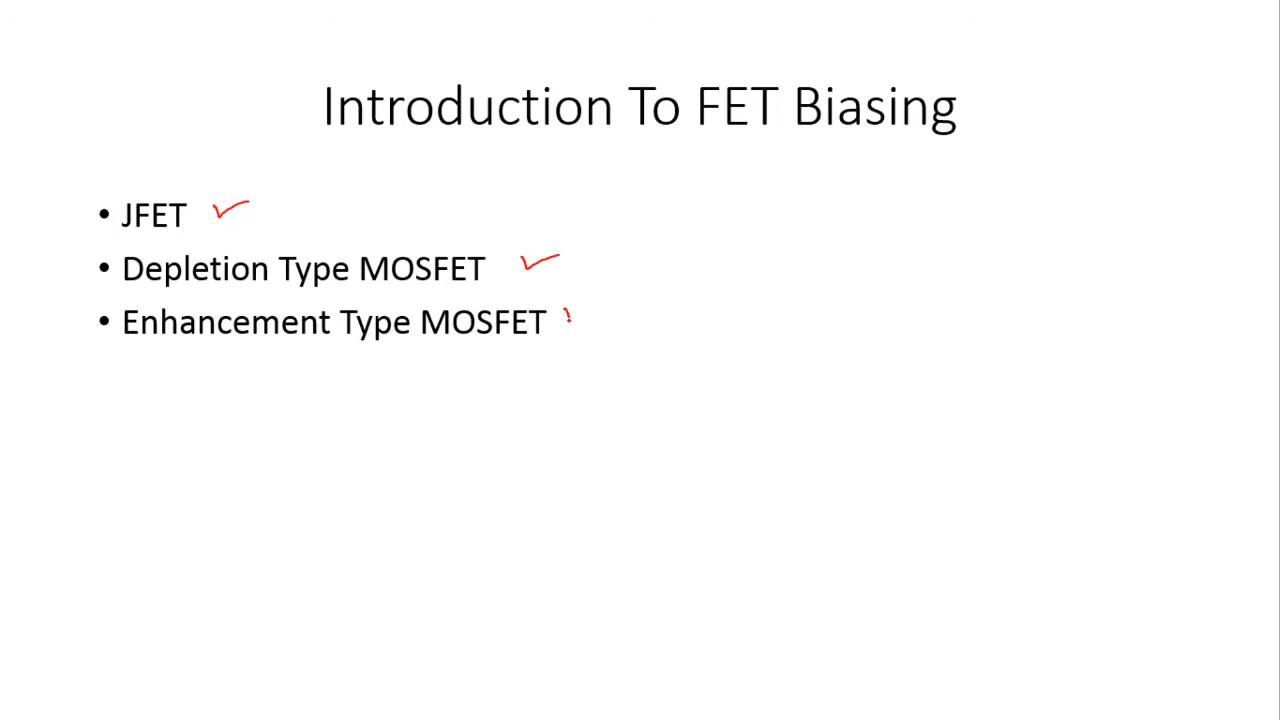 Introduction To FET Biasing
• JFET ✓
• Depletion Type MOSFET ✓
• Enhancement Type MOSFET